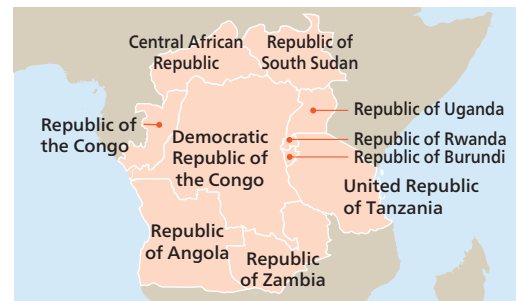 Central African
Republic
Republic of
South Sudan
Republic of Uganda
Republic of
the Congo
Democratic
Republic of
the Congo
Republic of Rwanda
Republic of Burundi
United Republic
of Tanzania
Republic
of Angola
Republic
of Zambia